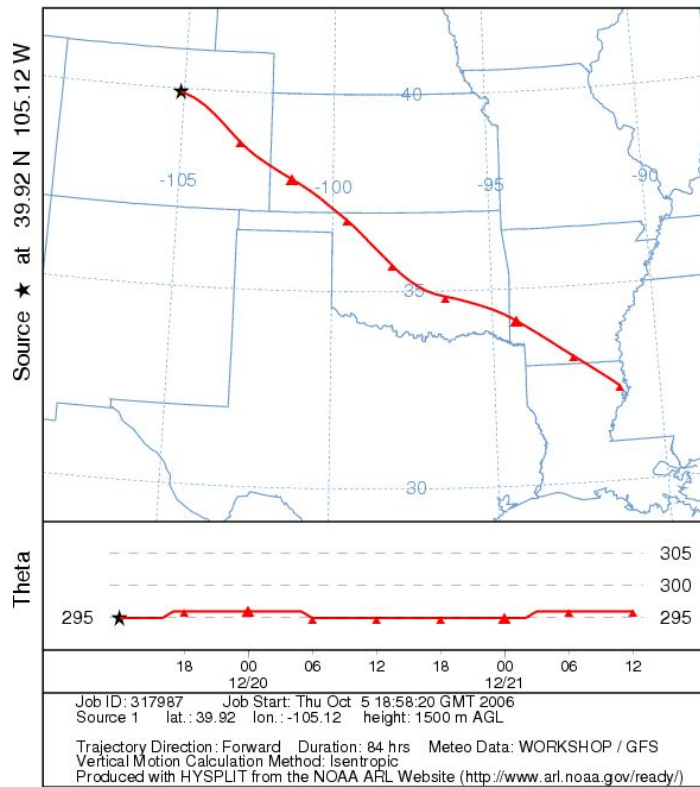 Source ★ at 39.92 N 105.12 W
40
-105
-100
-95
-90
35
30
Theta
305
300
295
295
18 00 06 12 18 00 06 12
12/20 12/21
Job ID: 317987 Job Start: Thu Oct 5 18:58:20 GMT 2006
Source 1 lat.: 39.92 lon.: -105.12 height: 1500 m AGL
Trajectory Direction: Forward Duration: 84 hrs Meteo Data: WORKSHOP / GFS
Vertical Motion Calculation Method: Isentropic
Produced with HYSPLIT from the NOAA ARL Website (http://www.arl.noaa.gov/ready/)